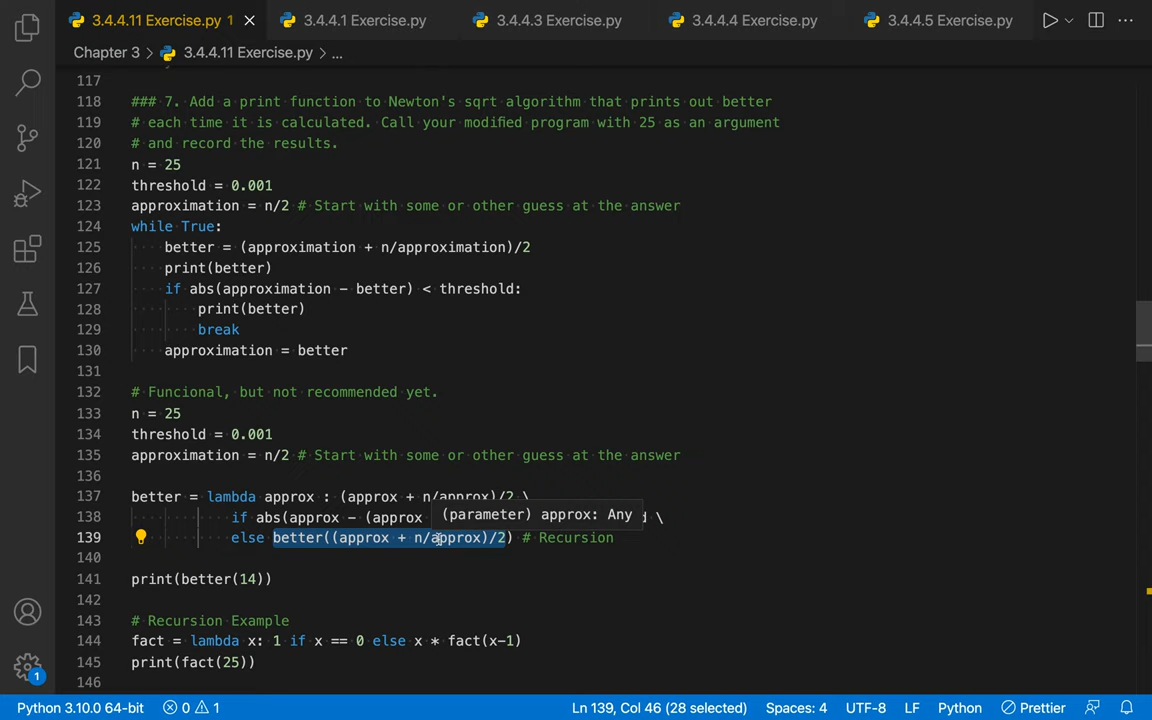 3.4.4.11 Exercise.py 1
3.4.4.1 Exercise.py
3.4.4.3 Exercise.py
3.4.4.4 Exercise.py
3.4.4.5 Exercise.py
Chapter 3 > 3.4.4.11 Exercise.py > ...
117
118 ### 7. Add a print function to Newton's sqrt algorithm that prints out better
119 # each time it is calculated. Call your modified program with 25 as an argument
120 # and record the results.
121 n = 25
122 threshold = 0.001
123 approximation = n/2 # Start with some or other guess at the answer
124 while True:
125 better = (approximation + n/approximation)/2
126 print(better)
127 if abs(approximation - better) < threshold:
128 print(better)
129 break
130 approximation = better
131
132 # Funcional, but not recommended yet.
133 n = 25
134 threshold = 0.001
135 approximation = n/2 # Start with some or other guess at the answer
136
137 better = lambda approx : (approx + n/approx)/2 \
(parameter) approx: Any
138 if abs(approx - (approx d \
139 else better((approx + n/approx)/2) # Recursion
140
141 print(better(14))
142
143 # Recursion Example
144 fact = lambda x: 1 if x == 0 else x * fact(x-1)
145 print(fact(25))
146
1
Python 3.10.0 64-bit 0 1 Ln 139, Col 46 (28 selected) Spaces: 4 UTF-8 LF Python Prettier